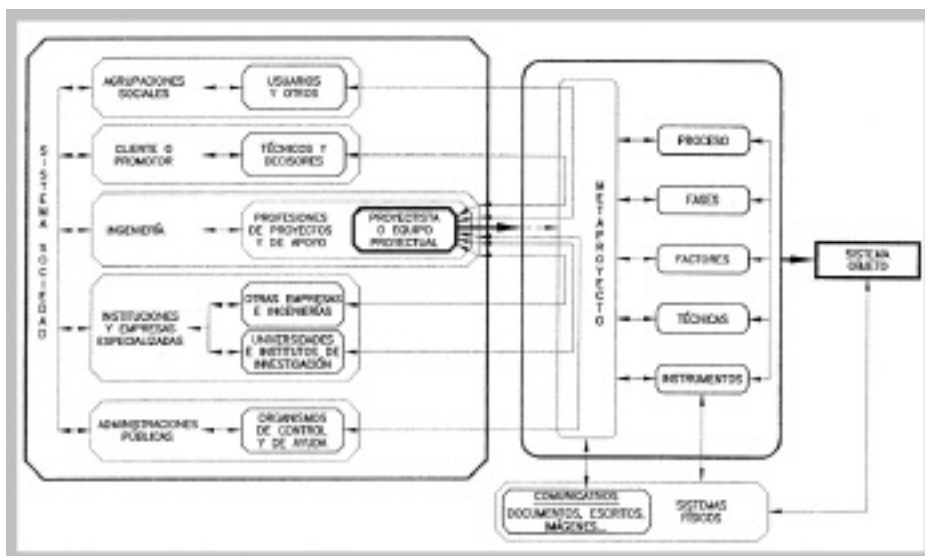 SISTEMA SOCIEDAD
AGRUPACIONES
SOCIALES
USUARIOS
Y OTROS
CLIENTE O
PROMOTOR
TÉCNICOS Y
DECISORES
INGENIERÍA
PROFESIONES
DE PROYECTOS
Y DE APOYO
PROYECTISTA
O EQUIPO
PROYECTUAL
INSTITUCIONES
Y EMPRESAS
ESPECIALIZADAS
OTRAS EMPRESAS
E INGENIERÍAS
UNIVERSIDADES
E INSTITUTOS DE
INVESTIGACIÓN
ADMINISTRACIONES
PÚBLICAS
ORGANISMOS
DE CONTROL
Y DE AYUDA
METAPROYECTO
PROCESO
FASES
FACTORES
TÉCNICAS
INSTRUMENTOS
SISTEMA
OBJETO
COMUNICATIVOS
DOCUMENTOS, ESCRITOS,
IMÁGENES...
SISTEMAS
FÍSICOS